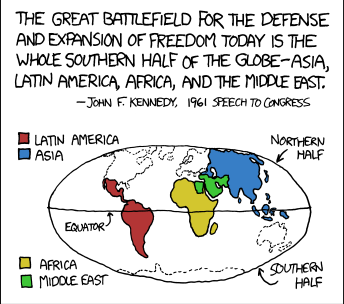 THE GREAT BATTLEFIELD FOR THE DEFENSE
AND EXPANSION OF FREEDOM TODAY IS THE
WHOLE SOUTHERN HALF OF THE GLOBE-ASIA,
LATIN AMERICA, AFRICA, AND THE MIDDLE EAST.
—JOHN F. KENNEDY, 1961 SPEECH TO CONGRESS
LATIN AMERICA
ASIA
NORTHERN
HALF
EQUATOR
AFRICA
MIDDLE EAST
SOUTHERN
HALF